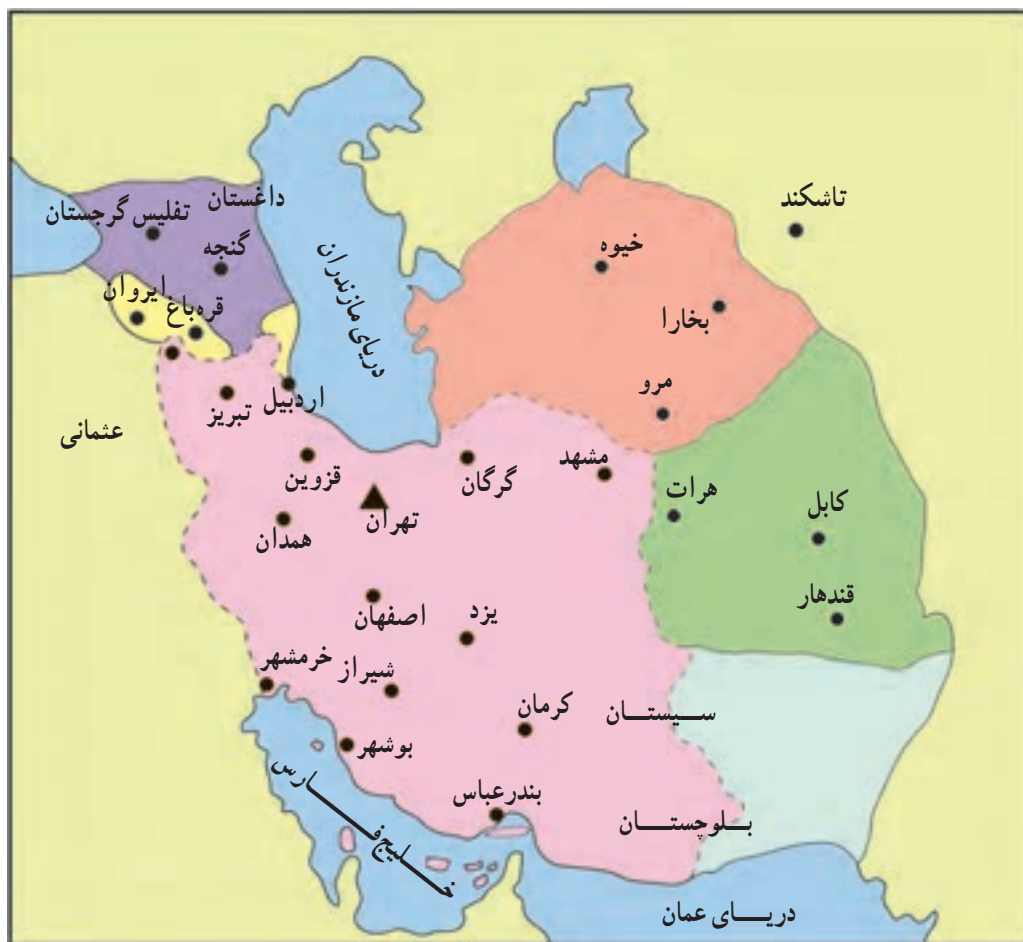 داغستان
تفلیس گرجستان
گنجه
ایروان
قره‌باغ
دریای مازندران
خیوه
تاشکند
بخارا
مرو
عثمانی
تبریز
اردبیل
قزوین
گرگان
مشهد
هرات
کابل
تهران
همدان
قندهار
اصفهان
یزد
خرمشهر
شیراز
کرمان
سیستان
بوشهر
بندرعباس
بلوچستان
خلیج فارس
دریای عمان